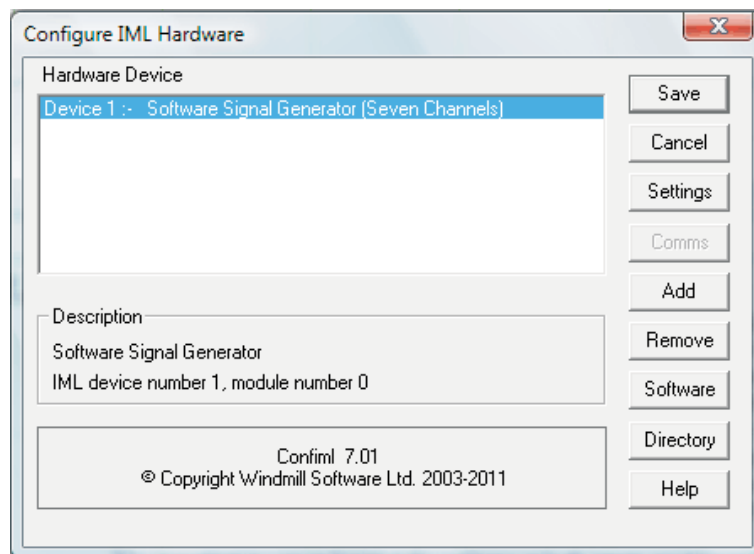 Configure IML Hardware
Hardware Device
Device 1 :- Software Signal Generator (Seven Channels)
Save
Cancel
Settings
Comms
Add
Remove
Software
Directory
Help
Description
Software Signal Generator
IML device number 1, module number 0
Confiml 7.01
© Copyright Windmill Software Ltd. 2003-2011